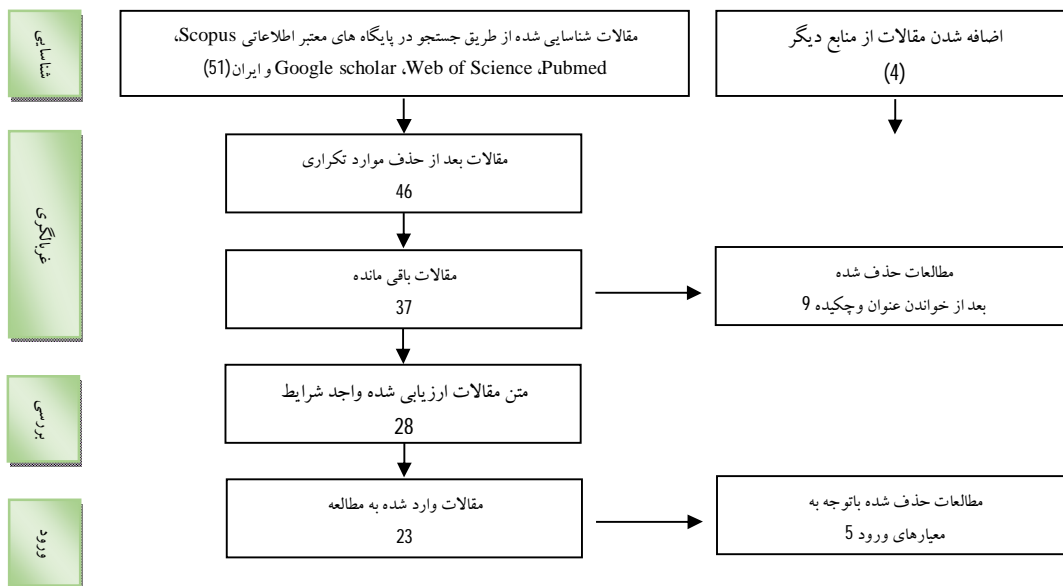 شناسایی
مقالات شناسایی شده از طریق جستجو در پایگاه های معتبر اطلاعاتی Scopus،
Google scholar ،Web of Science ،Pubmed و ایران(51)
اضافه شدن مقالات از منابع دیگر
(4)
غربالگری
مقالات بعد از حذف موارد تکراری
46
مقالات باقی مانده
37
مطالعات حذف شده
بعد از خواندن عنوان وچکیده 9
بررسی
متن مقالات ارزیابی شده واجد شرایط
28
ورود
مقالات وارد شده به مطالعه
23
مطالعات حذف شده باتوجه به
معیارهای ورود 5